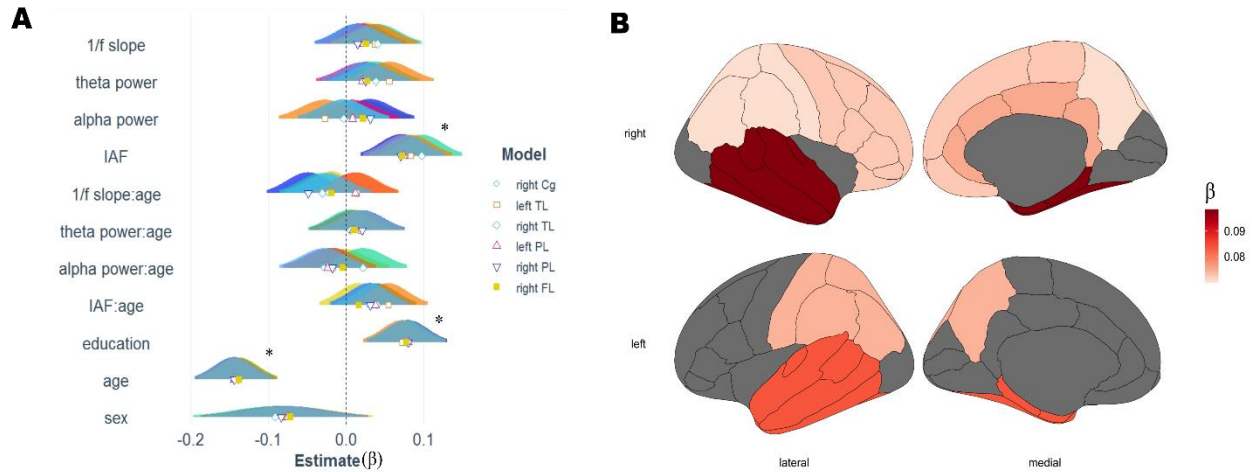 A
1/f slope
theta power
alpha power
*
IAF
1/f slope:age
theta power:age
alpha power:age
IAF:age
*
education
*
age
sex
-0.2 -0.1 0.0 0.1
Estimate(β)
Model
right Cg
left TL
right TL
left PL
right PL
right FL
B
right
left
lateral medial
β
0.09
0.08